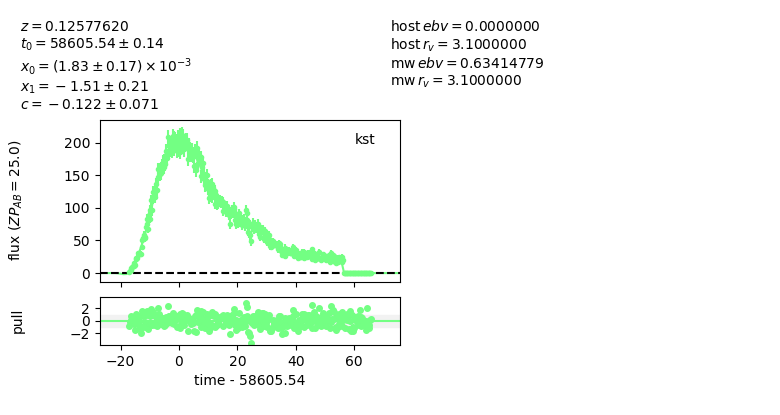 z = 0.12577620
t0 = 58605.54 ± 0.14
x0 = (1.83 ± 0.17) × 10^−3
x1 = −1.51 ± 0.21
c = −0.122 ± 0.071
host ebv = 0.0000000
host rv = 3.1000000
mw ebv = 0.63414779
mw rv = 3.1000000
flux (ZPAB = 25.0)
kst
200
150
100
50
0
pull
2
0
−2
−20 0 20 40 60
time - 58605.54